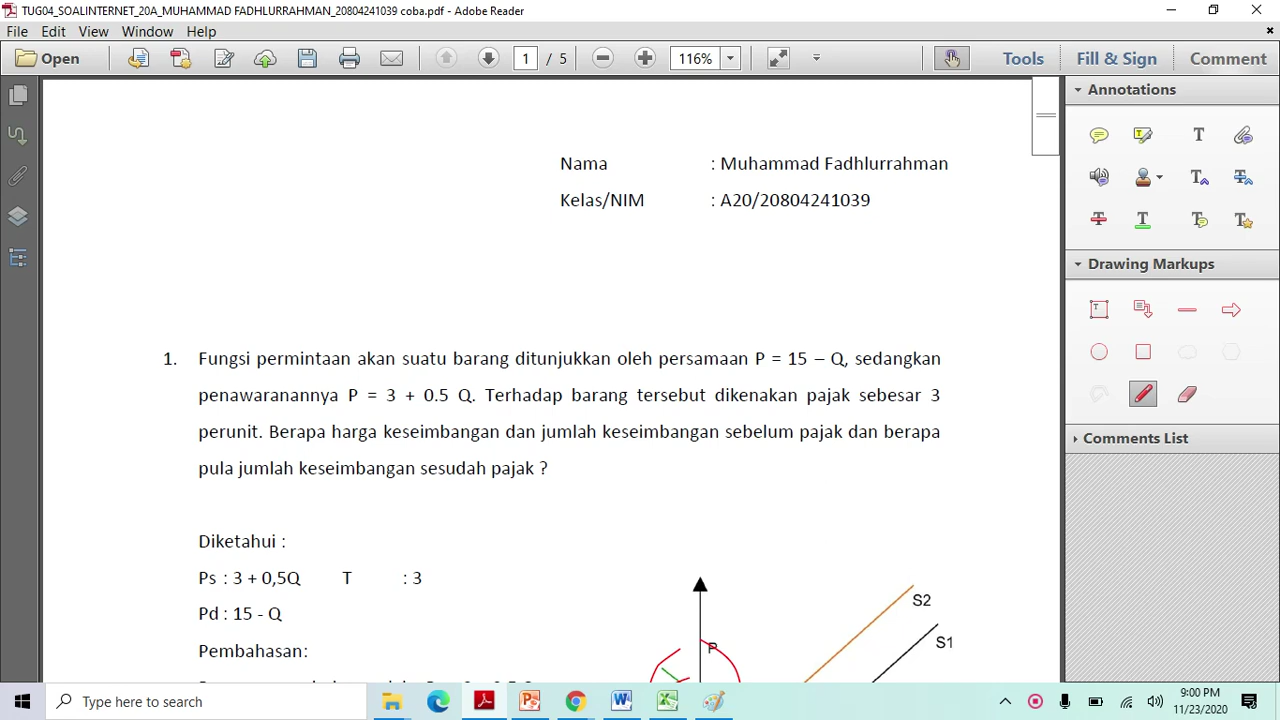 TUG04_SOALINTERNET_20A_MUHAMMAD FADHLURRAHMAN_20804241039 coba.pdf - Adobe Reader
File Edit View Window Help
Open 1 / 5 116% Tools Fill & Sign Comment
Annotations
Nama : Muhammad Fadhlurrahman
Kelas/NIM : A20/20804241039
Drawing Markups
Comments List
1. Fungsi permintaan akan suatu barang ditunjukkan oleh persamaan P = 15 – Q, sedangkan
penawaranannya P = 3 + 0.5 Q. Terhadap barang tersebut dikenakan pajak sebesar 3
perunit. Berapa harga keseimbangan dan jumlah keseimbangan sebelum pajak dan berapa
pula jumlah keseimbangan sesudah pajak ?
Diketahui :
Ps : 3 + 0,5Q T : 3
Pd : 15 - Q
Pembahasan:
P
S2
S1
Type here to search
9:00 PM
11/23/2020